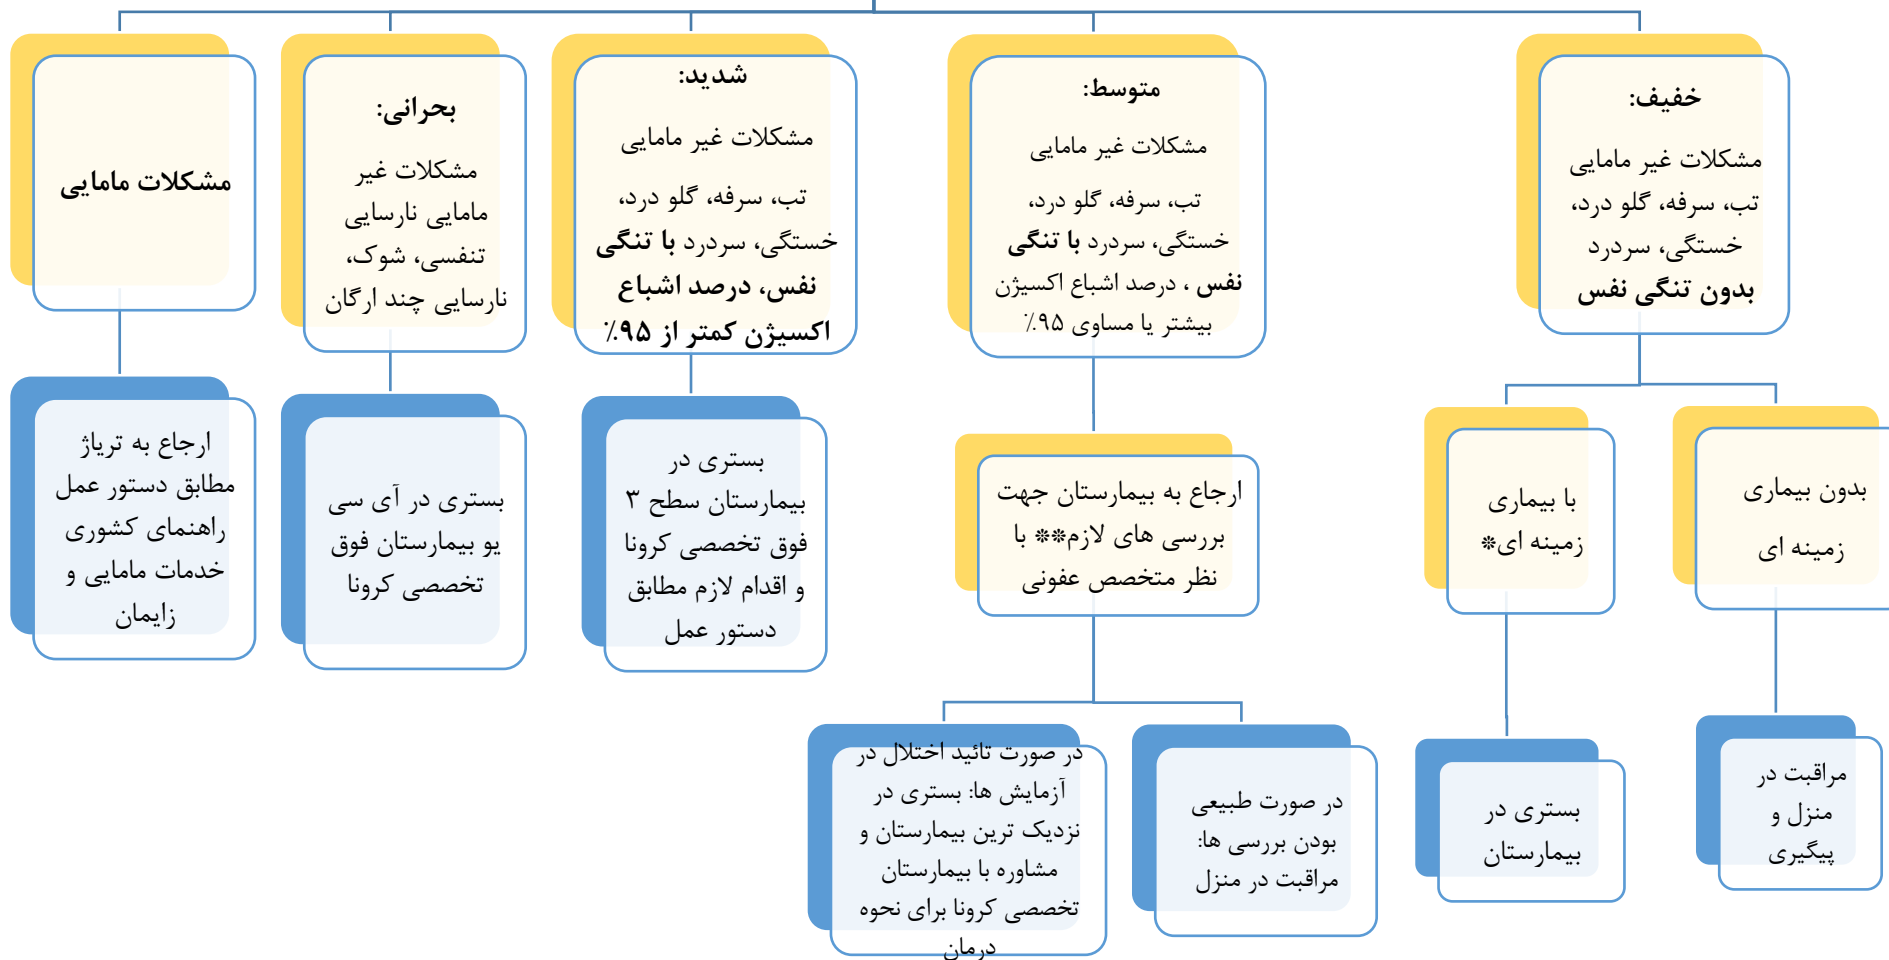 خفیف:
مشکلات غیر مامایی
تب، سرفه، گلو درد،
خستگی، سردرد
بدون تنگی نفس
متوسط:
مشکلات غیر مامایی
تب، سرفه، گلو درد،
خستگی، سردرد با تنگی
نفس ، درصد اشباع اکسیژن
بیشتر یا مساوی ۹۵٪
شدید:
مشکلات غیر مامایی
تب، سرفه، گلو درد،
خستگی، سردرد با تنگی
نفس، درصد اشباع
اکسیژن کمتر از ۹۵٪
بحرانی:
مشکلات غیر
مامایی نارسایی
تنفسی، شوک،
نارسایی چند ارگان
مشکلات مامایی
بدون بیماری
زمینه ای
با بیماری
زمینه ای*
ارجاع به بیمارستان جهت
بررسی های لازم** با
نظر متخصص عفونی
بستری در
بیمارستان سطح ۳
فوق تخصصی کرونا
و اقدام لازم مطابق
دستور عمل
بستری در آی سی
یو بیمارستان فوق
تخصصی کرونا
ارجاع به تریاژ
مطابق دستور عمل
راهنمای کشوری
خدمات مامایی و
زایمان
مراقبت در
منزل و
پیگیری
بستری در
بیمارستان
در صورت طبیعی
بودن بررسی ها:
مراقبت در منزل
در صورت تائید اختلال در
آزمایش ها: بستری در
نزدیک ترین بیمارستان و
مشاوره با بیمارستان
تخصصی کرونا برای نحوه
درمان